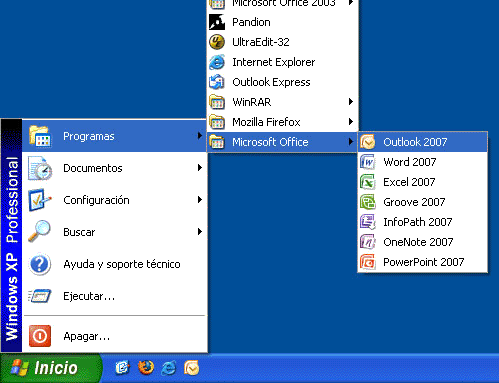 Microsoft Office 2003
Pandion
UltraEdit-32
Internet Explorer
Outlook Express
WinRAR
Mozilla Firefox
Microsoft Office
Outlook 2007
Word 2007
Excel 2007
Groove 2007
InfoPath 2007
OneNote 2007
PowerPoint 2007
Windows XP Professional
Programas
Documentos
Configuración
Buscar
Ayuda y soporte técnico
Ejecutar...
Apagar...
Inicio